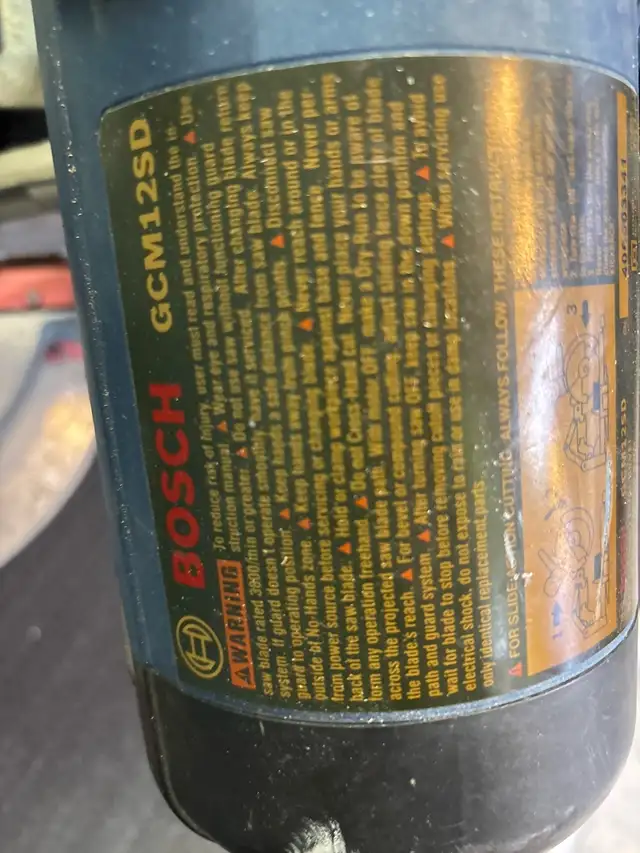 BOSCH GCM12SD
WARNING To reduce risk of injury, user must read and understand the in-
struction manual. Wear eye and respiratory protection. Use
saw blade rated 3800/min or greater. Do not use saw without functioning guard
system. If guard doesn't operate smoothly, have it serviced. After changing blade return
guard to operating position. Keep hands a safe distance from saw blade. Always keep
outside of No-Hands zone. Keep hands away from pinch points. Disconnect saw
from power source before servicing or changing blade. Never reach around or in the
back of the saw blade. Hold or clamp workpiece against base and fence. Never per-
form any operation freehand. Do not Cross-hand cut. Never place your hands or arms
across the projected saw blade path. With motor OFF, make a Dry-Run to be aware of
the blade's reach. For bevel or compound cutting, adjust sliding fence to clear blade
path and guard system. After turning saw OFF, keep saw in the down position and
wait for blade to stop before removing cut pieces or changing settings. To avoid
electrical shock, do not expose to rain or use in damp locations. When servicing use
only identical replacement parts.
FOR SLIDE ACTION CUTTING ALWAYS FOLLOW THESE
1
3